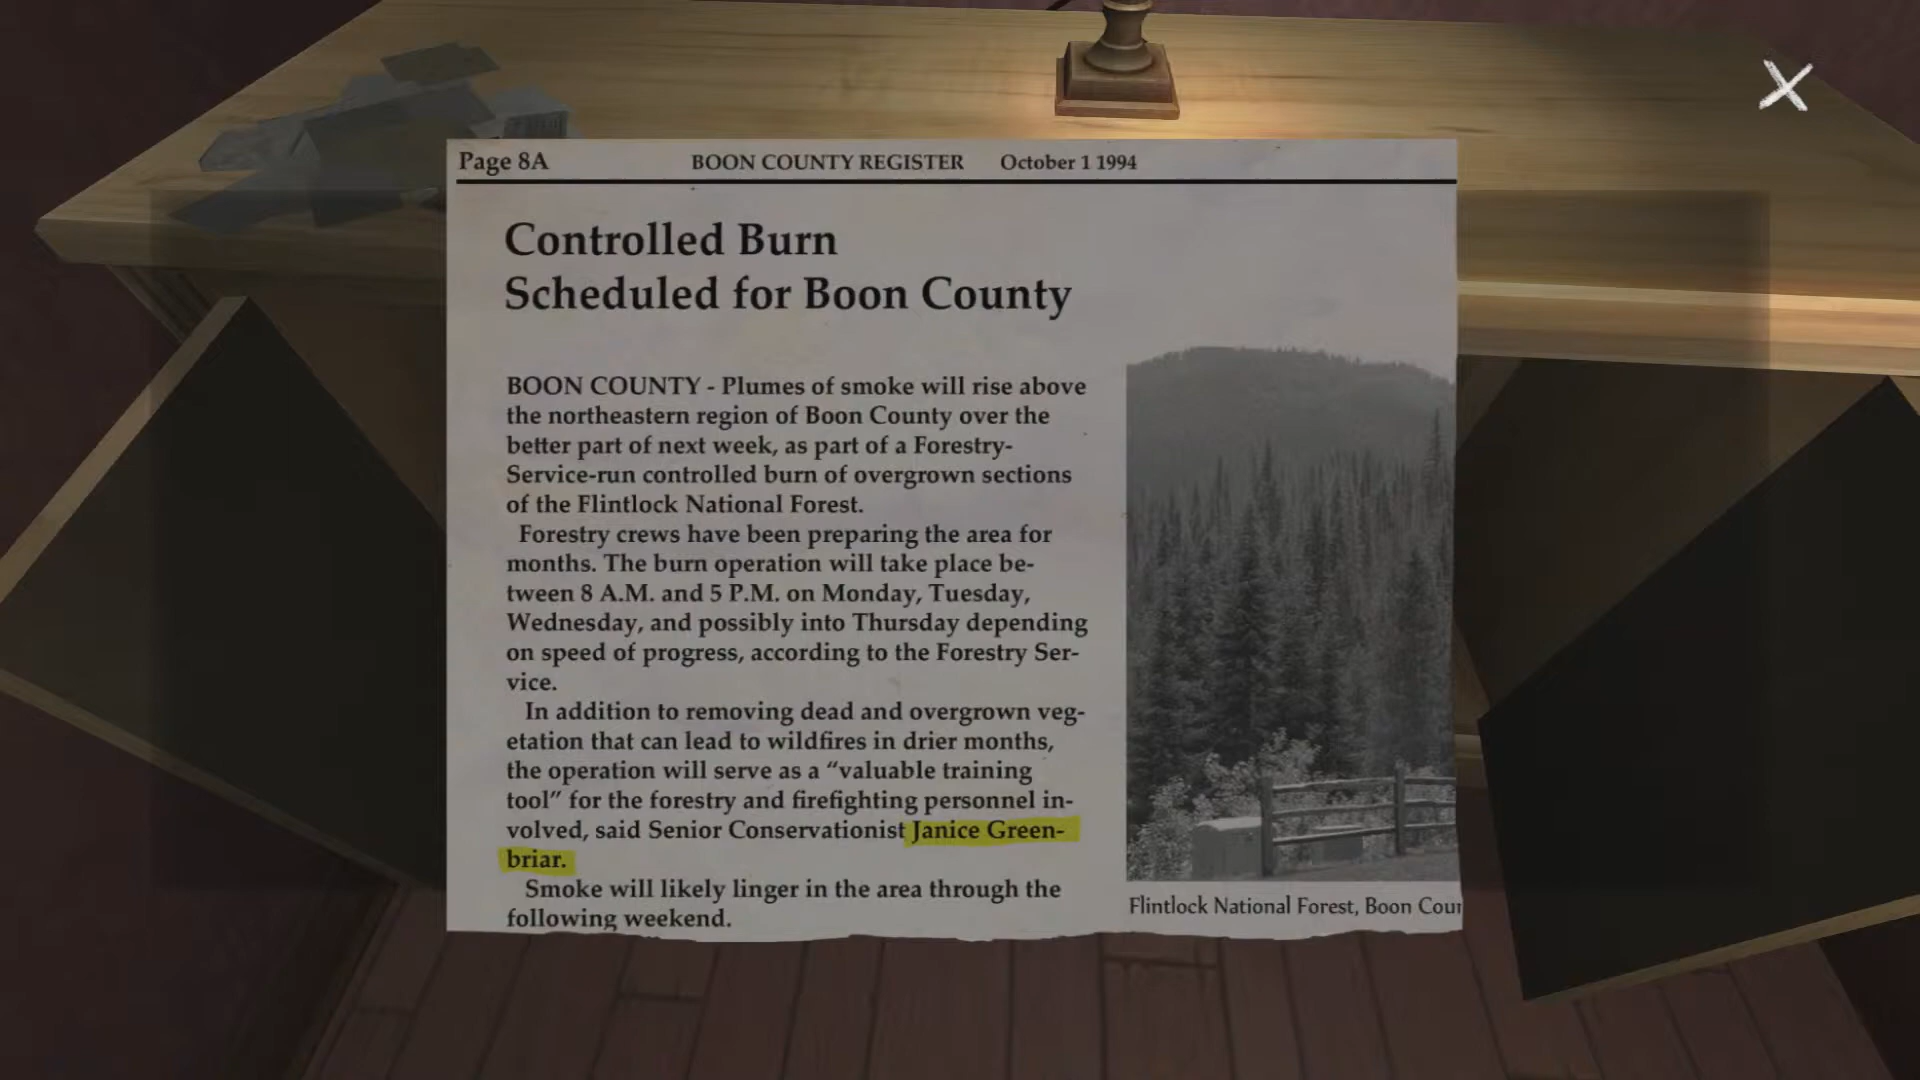 Page 8A BOON COUNTY REGISTER October 1 1994
Controlled Burn
Scheduled for Boon County
BOON COUNTY - Plumes of smoke will rise above
the northeastern region of Boon County over the
better part of next week, as part of a Forestry-
Service-run controlled burn of overgrown sections
of the Flintlock National Forest.
Forestry crews have been preparing the area for
months. The burn operation will take place be-
tween 8 A.M. and 5 P.M. on Monday, Tuesday,
Wednesday, and possibly into Thursday depending
on speed of progress, according to the Forestry Ser-
vice.
In addition to removing dead and overgrown veg-
etation that can lead to wildfires in drier months,
the operation will serve as a “valuable training
tool” for the forestry and firefighting personnel in-
volved, said Senior Conservationist Janice Green-
briar.
Smoke will likely linger in the area through the
following weekend.
Flintlock National Forest, Boon Coun